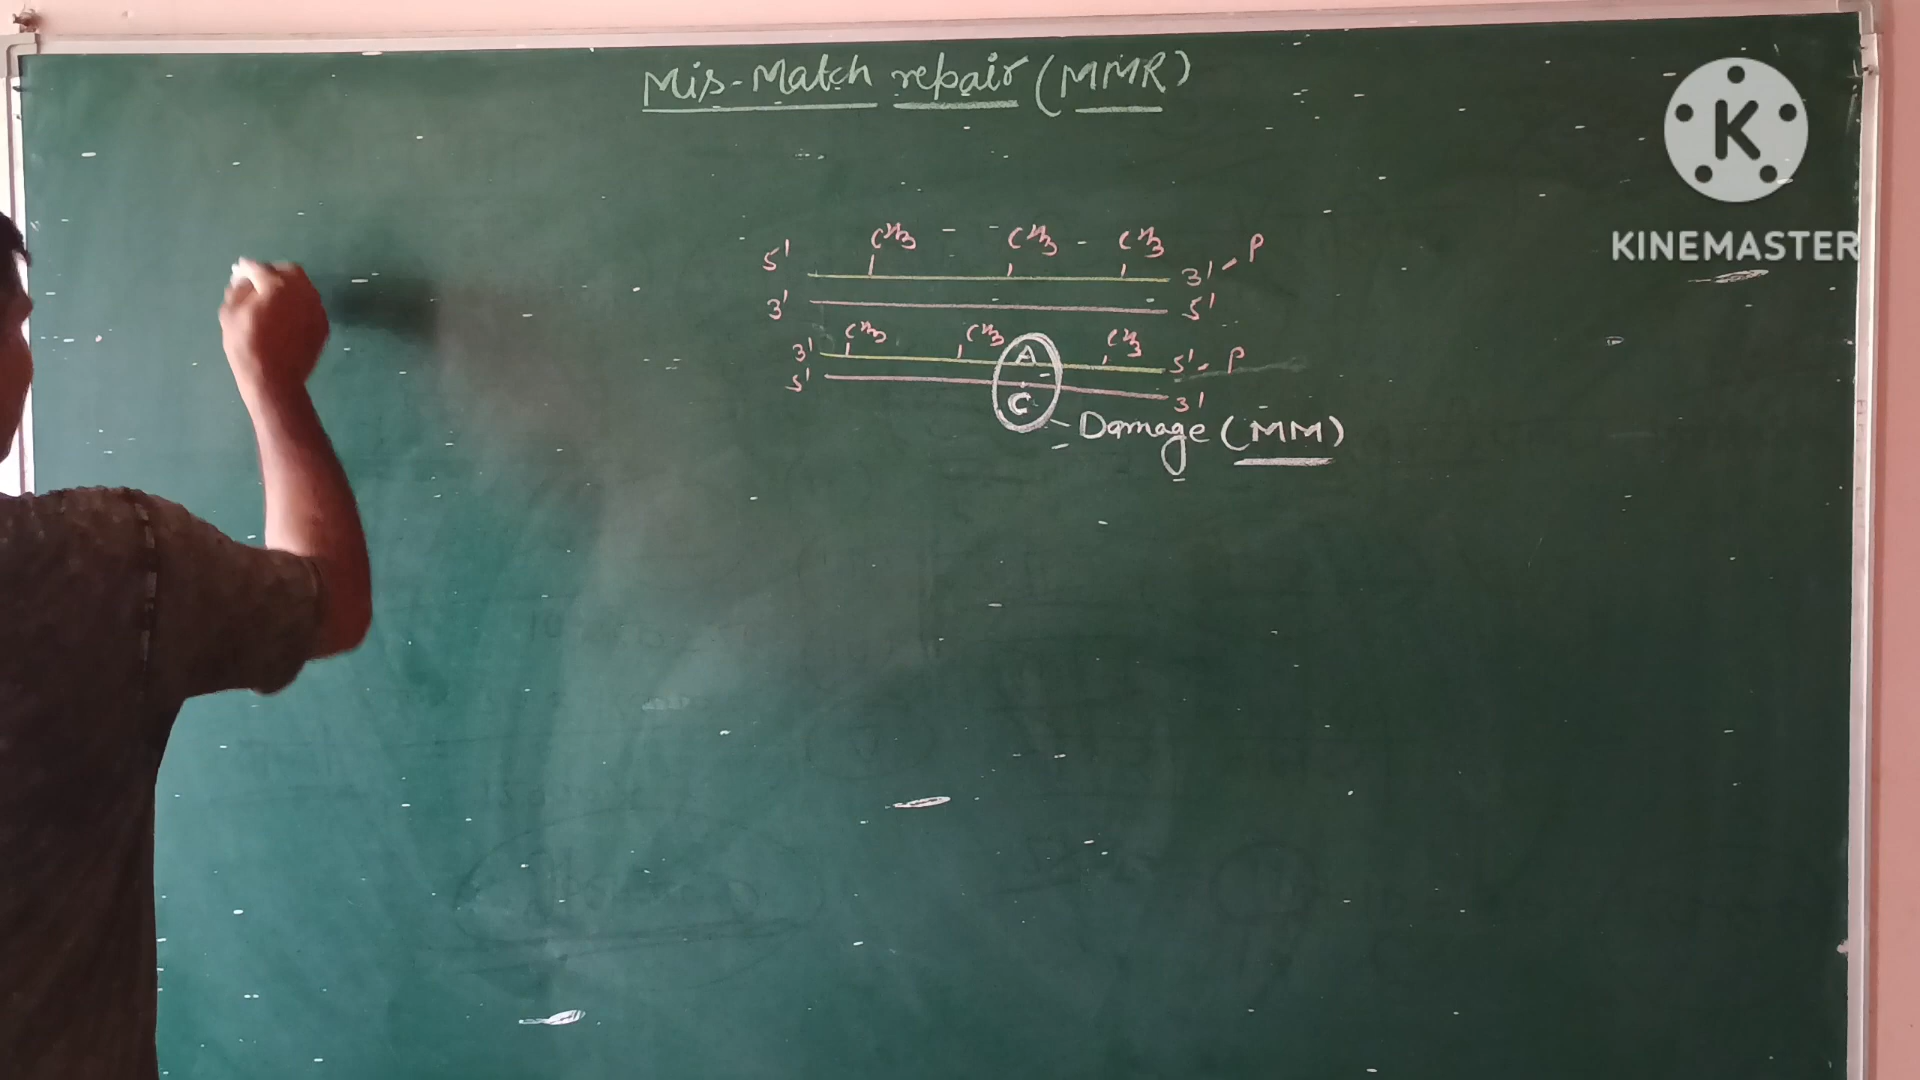 Mis-Match repair (MMR)
K
KINEMASTER
CH3 CH3 CH3
5' 3' - P
3' 5'
CH3 CH3 CH3
3' A 5' - P
5' C 3'
Damage (MM)